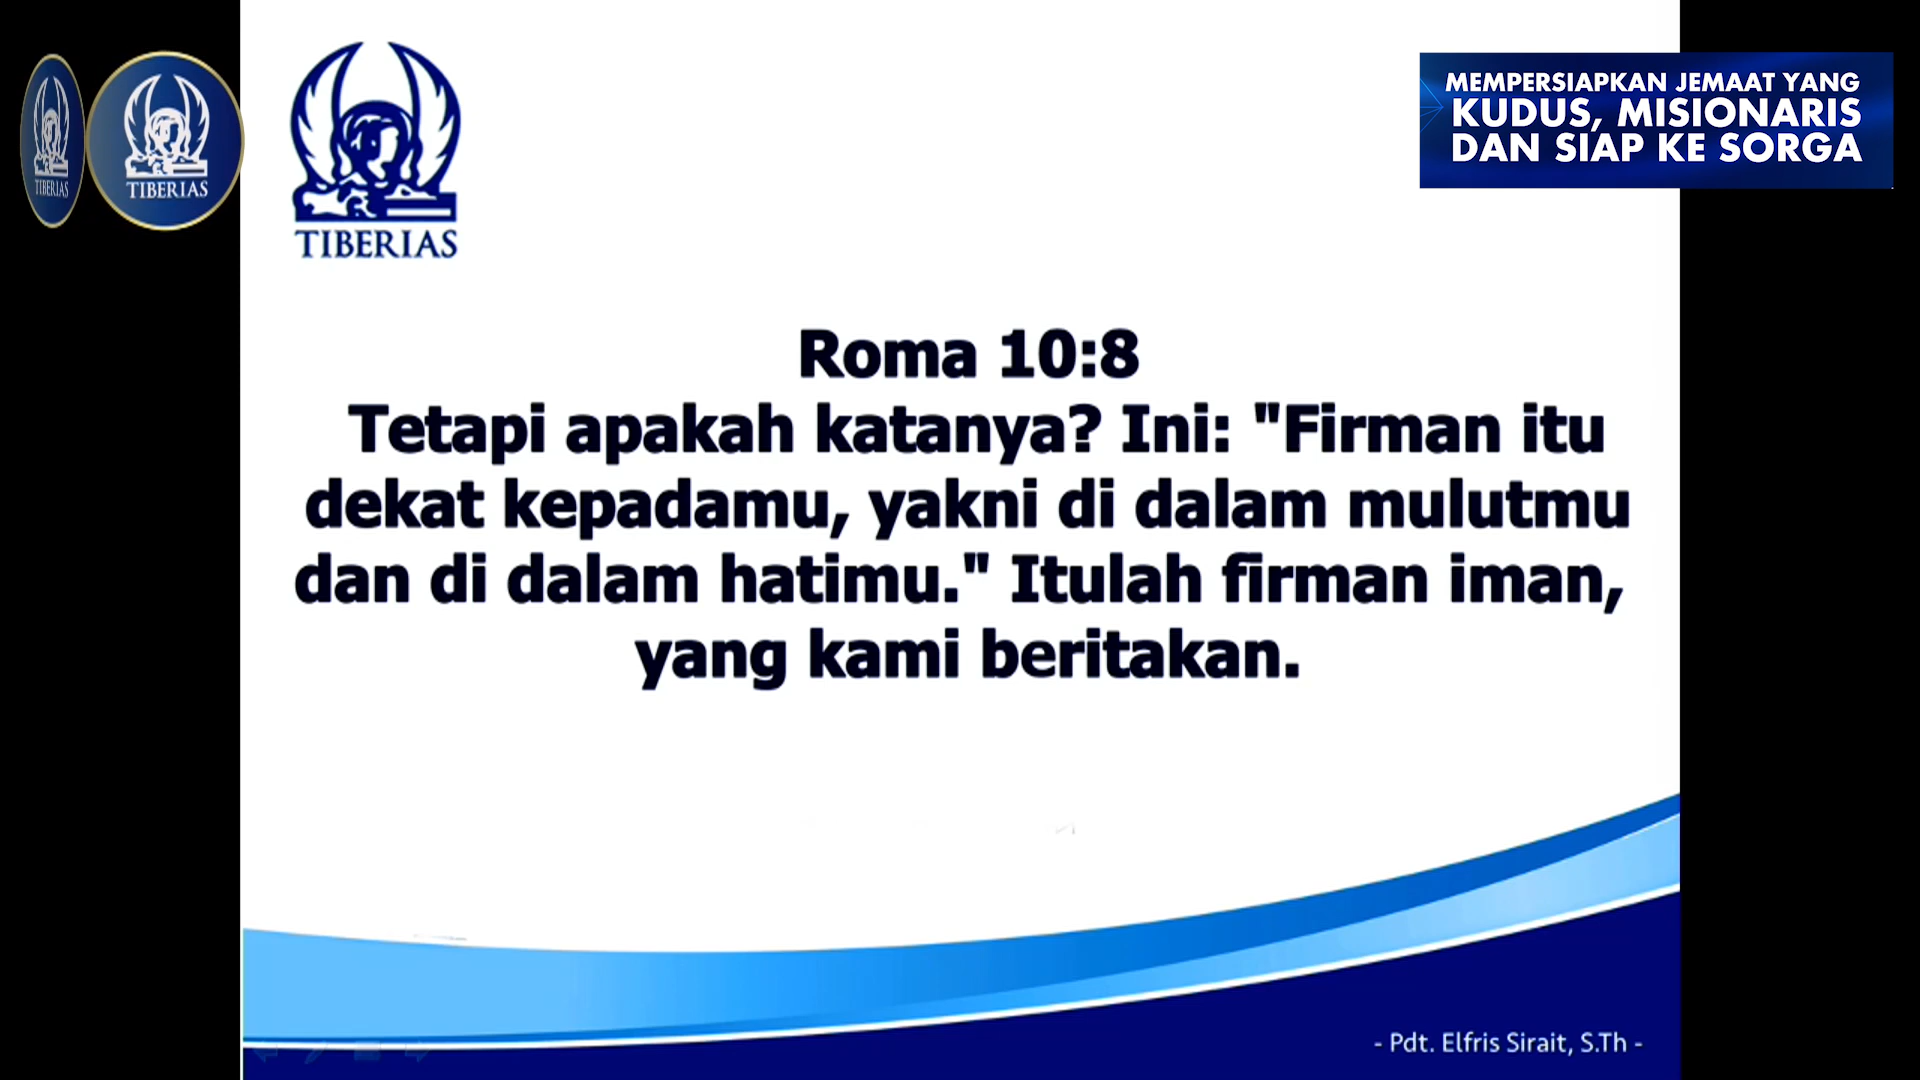 TIBERIAS
TIBERIAS
TIBERIAS
MEMPERSIAPKAN JEMAAT YANG
KUDUS, MISIONARIS
DAN SIAP KE SORGA
Roma 10:8
Tetapi apakah katanya? Ini: "Firman itu
dekat kepadamu, yakni di dalam mulutmu
dan di dalam hatimu." Itulah firman iman,
yang kami beritakan.
- Pdt. Elfris Sirait, S.Th -